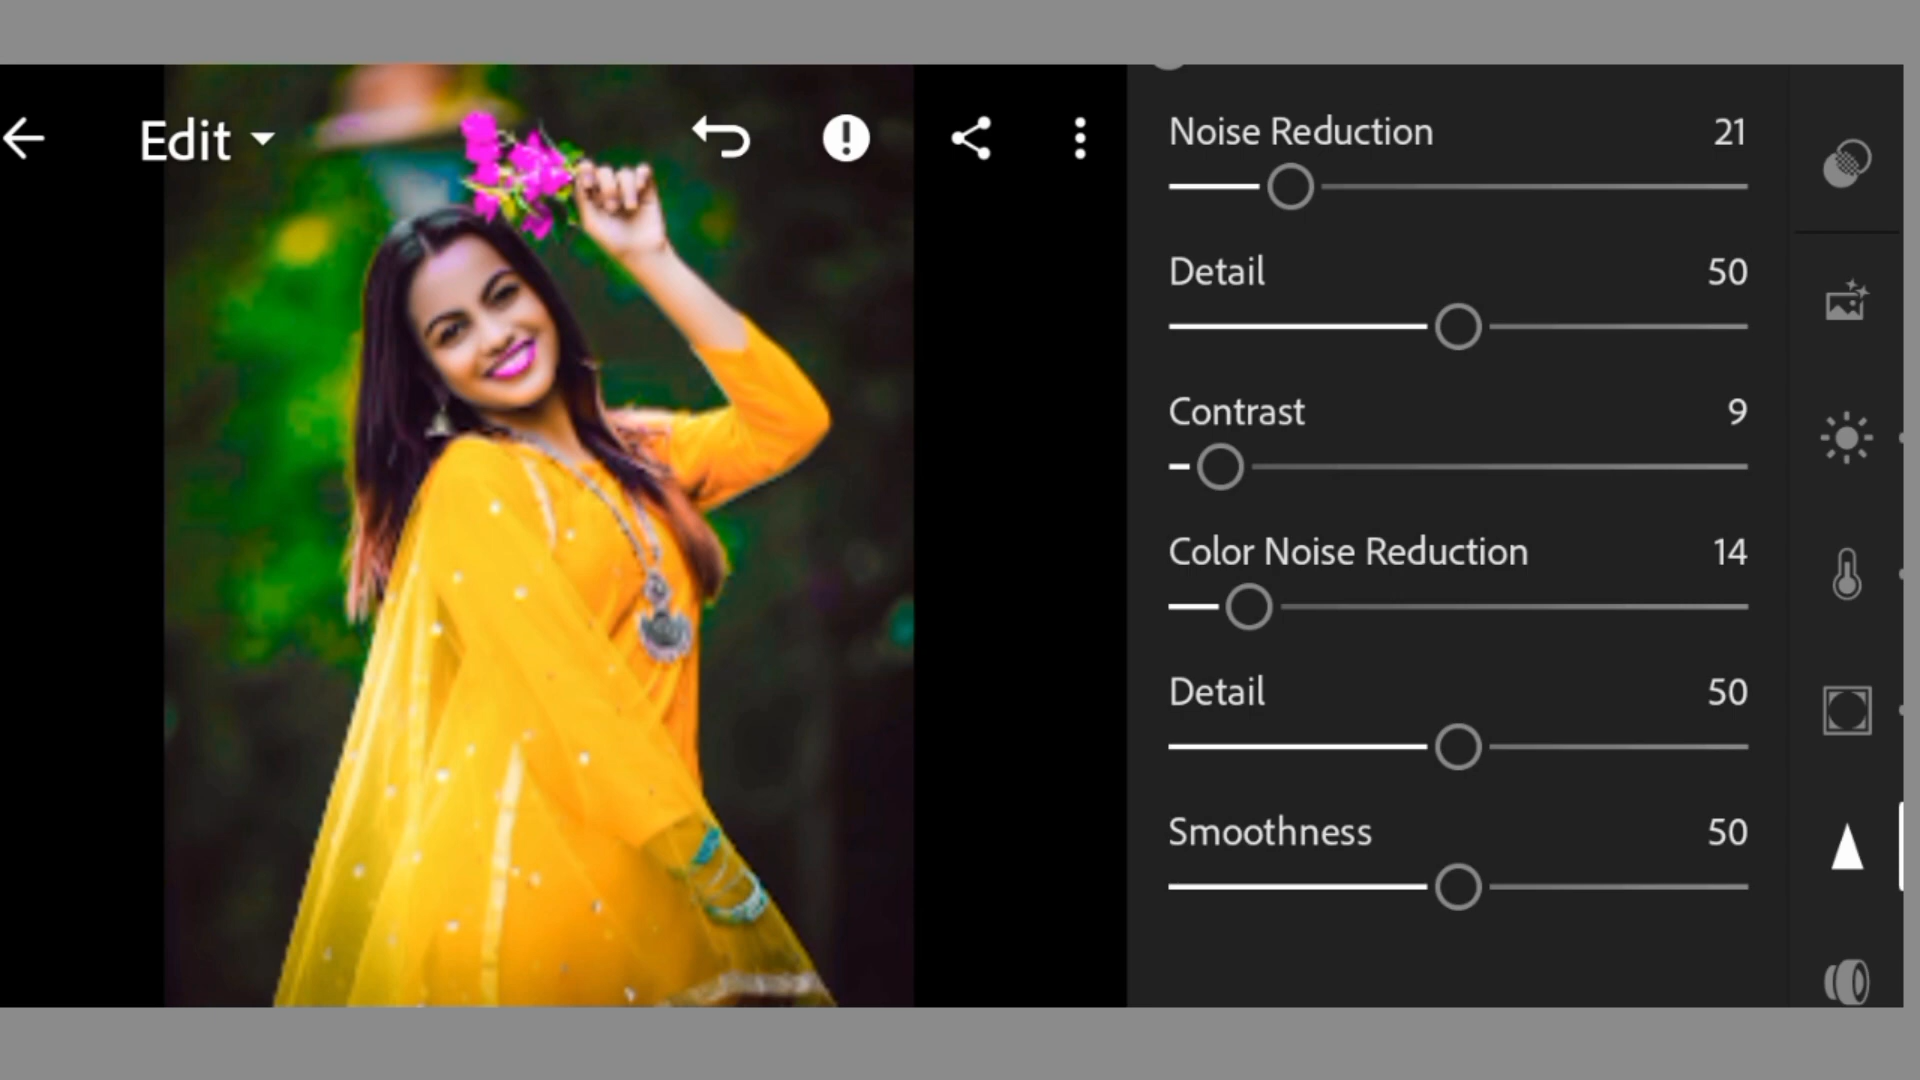 Edit
Noise Reduction 21
Detail 50
Contrast 9
Color Noise Reduction 14
Detail 50
Smoothness 50